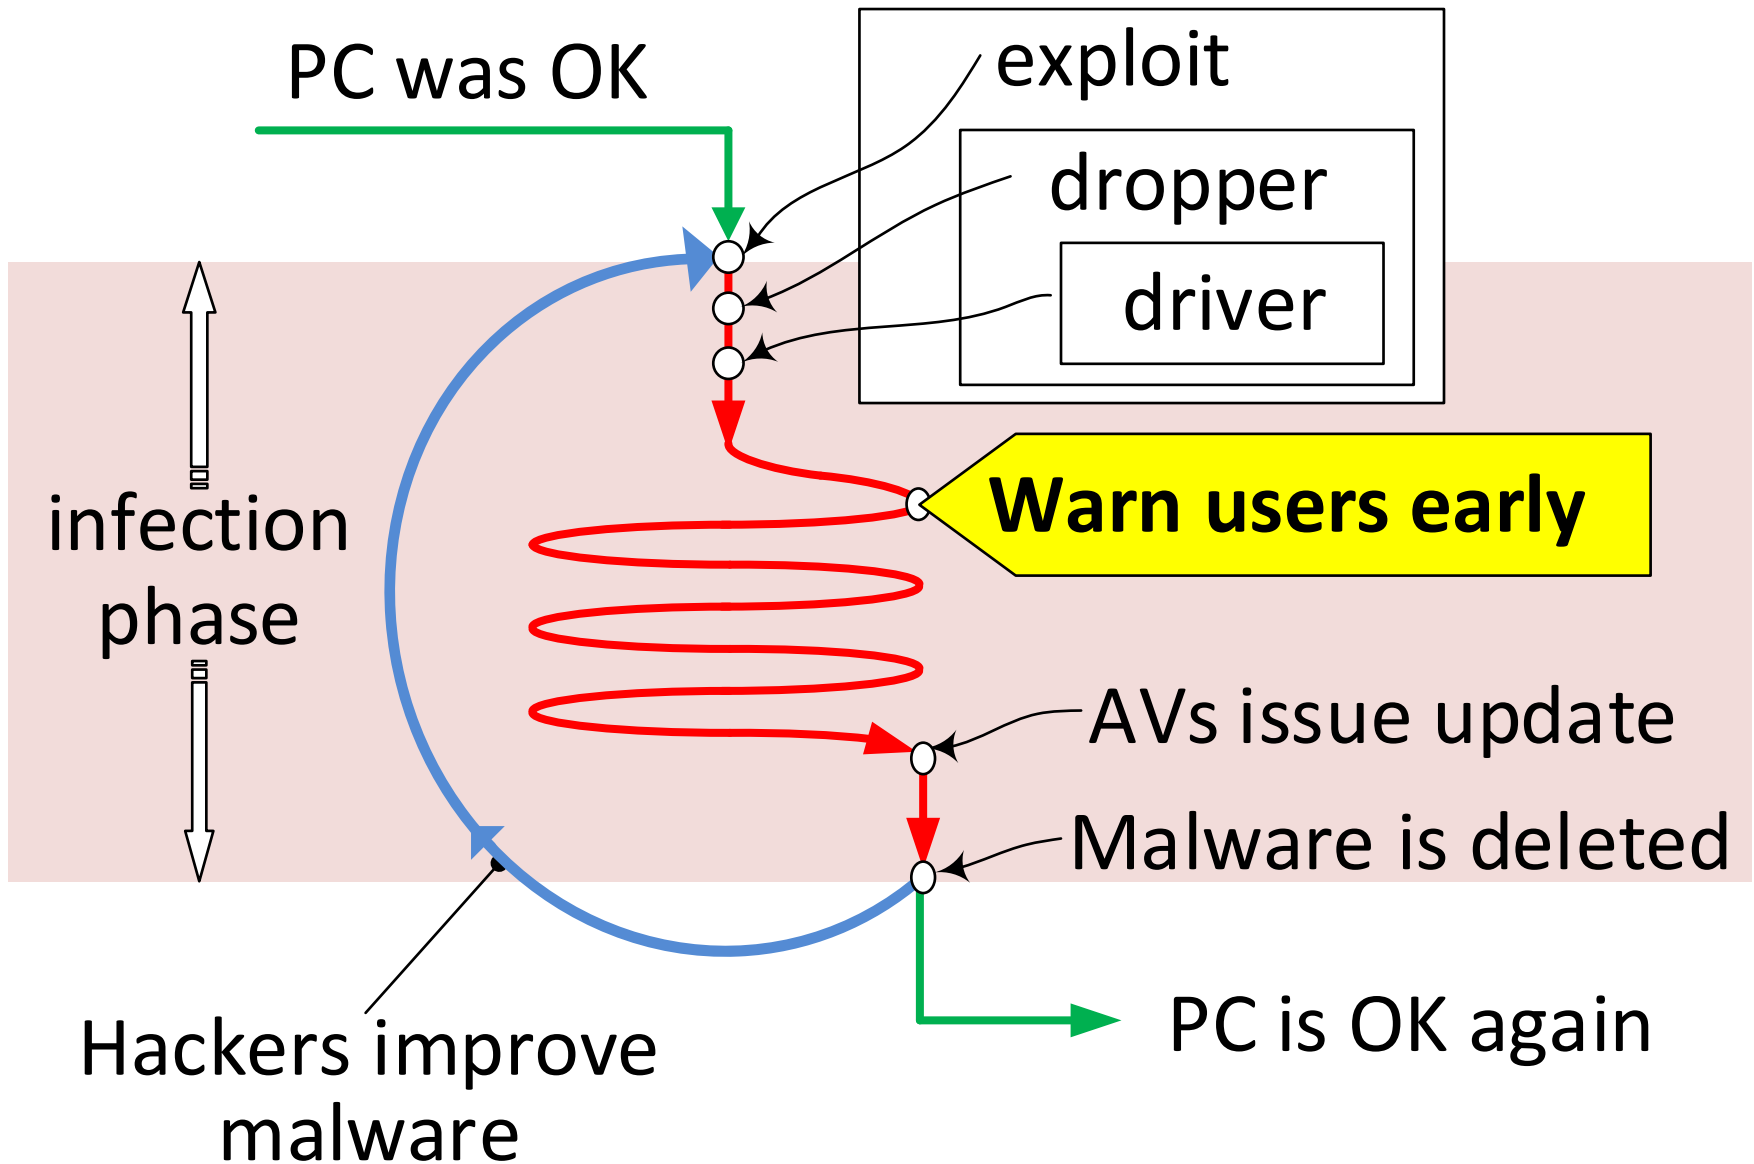 PC was OK
exploit
dropper
driver
Warn users early
infection
phase
AVs issue update
Malware is deleted
PC is OK again
Hackers improve
malware